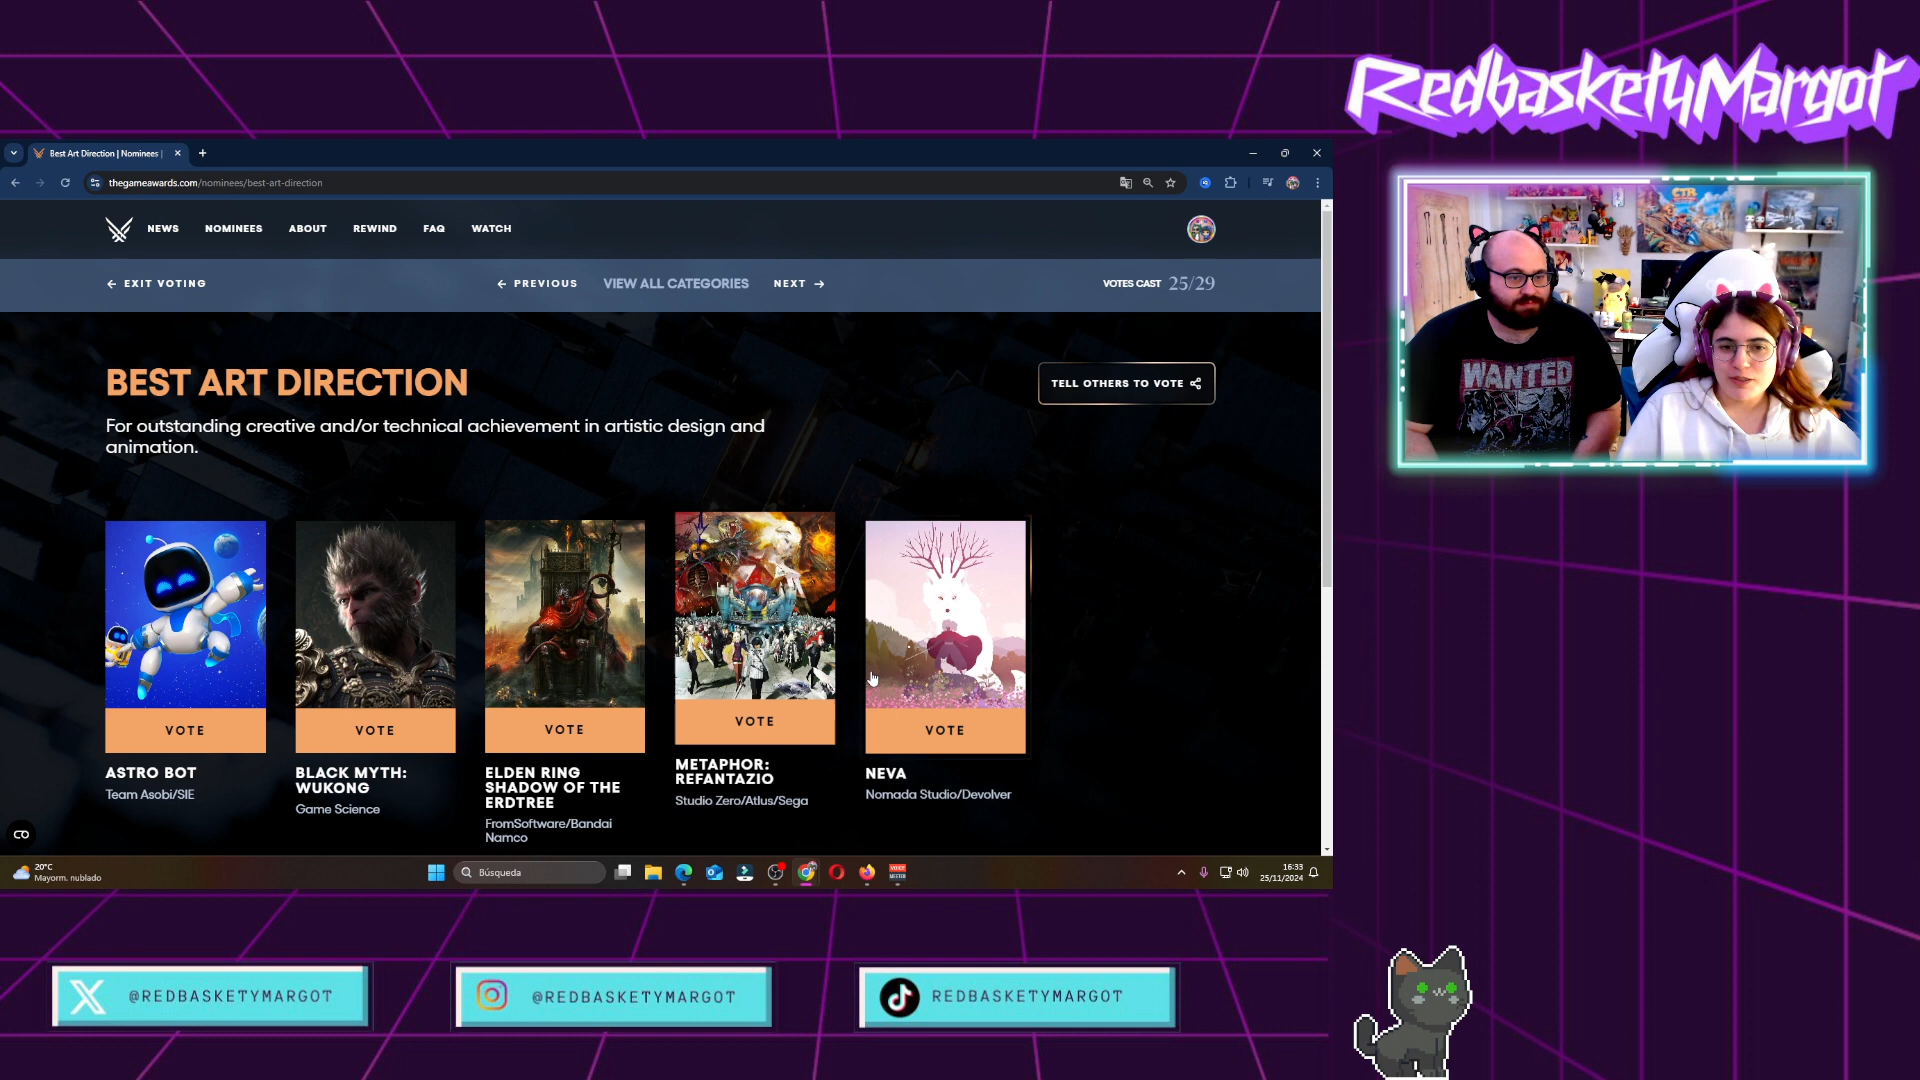 RedbasketyMargot
Best Art Direction | Nominees |
thegameawards.com/nominees/best-art-direction
NEWS NOMINEES ABOUT REWIND FAQ WATCH
EXIT VOTING PREVIOUS VIEW ALL CATEGORIES NEXT VOTES CAST 25/29
BEST ART DIRECTION
TELL OTHERS TO VOTE
For outstanding creative and/or technical achievement in artistic design and
animation.
VOTE VOTE VOTE VOTE VOTE
ASTRO BOT
Team Asobi/SIE
BLACK MYTH:
WUKONG
Game Science
ELDEN RING
SHADOW OF THE
ERDTREE
FromSoftware/Bandai
Namco
METAPHOR:
REFANTAZIO
Studio Zero/Atlus/Sega
NEVA
Nomada Studio/Devolver
CTR
WANTED
20°C
Mayorm. nublado
Búsqueda
16:33
25/11/2024
@REDBASKETYMARGOT
@REDBASKETYMARGOT
REDBASKETYMARGOT